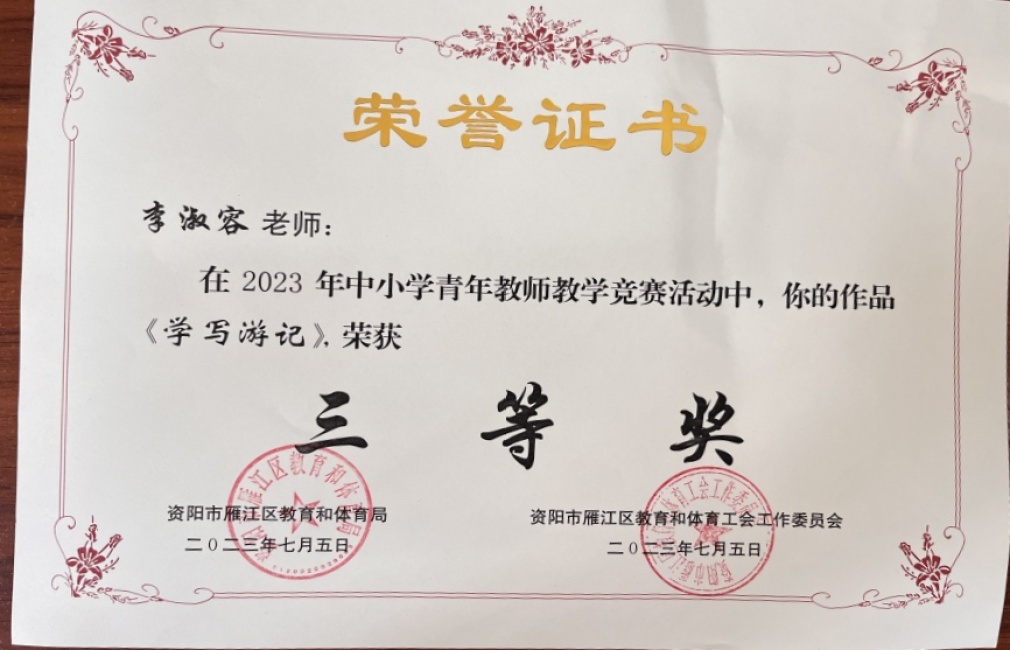 荣誉证书
李淑容 老师：
在 2023 年中小学青年教师教学竞赛活动中，你的作品
《学写游记》，荣获
三 等 奖
资阳市雁江区教育和体育局
二0二三年七月五日
资阳市雁江区教育和体育工会工作委员会
二0二三年七月五日